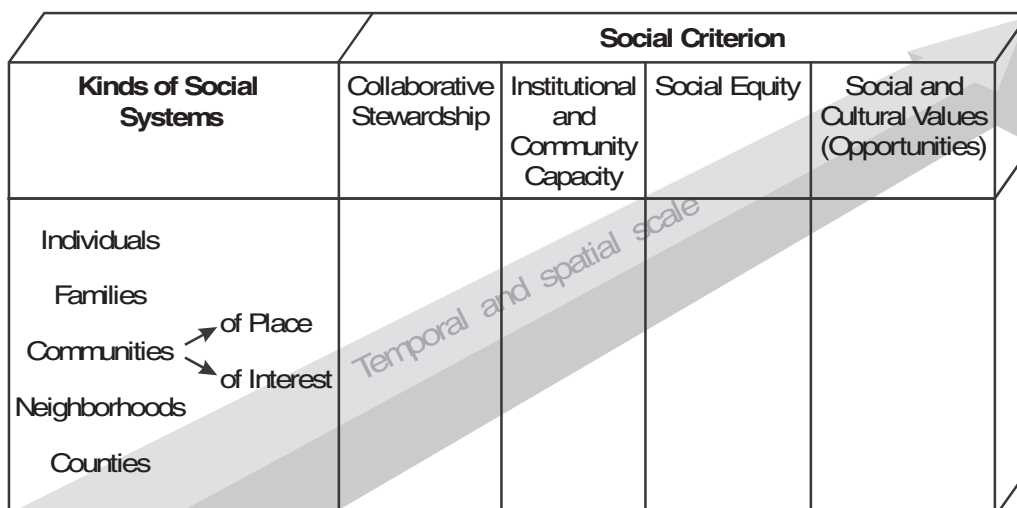 Social Criterion
Kinds of Social
Systems
Collaborative
Stewardship
Institutional
and
Community
Capacity
Social Equity
Social and
Cultural Values
(Opportunities)
Individuals
Families
Communities
of Place
of Interest
Neighborhoods
Counties
Temporal and spatial scale